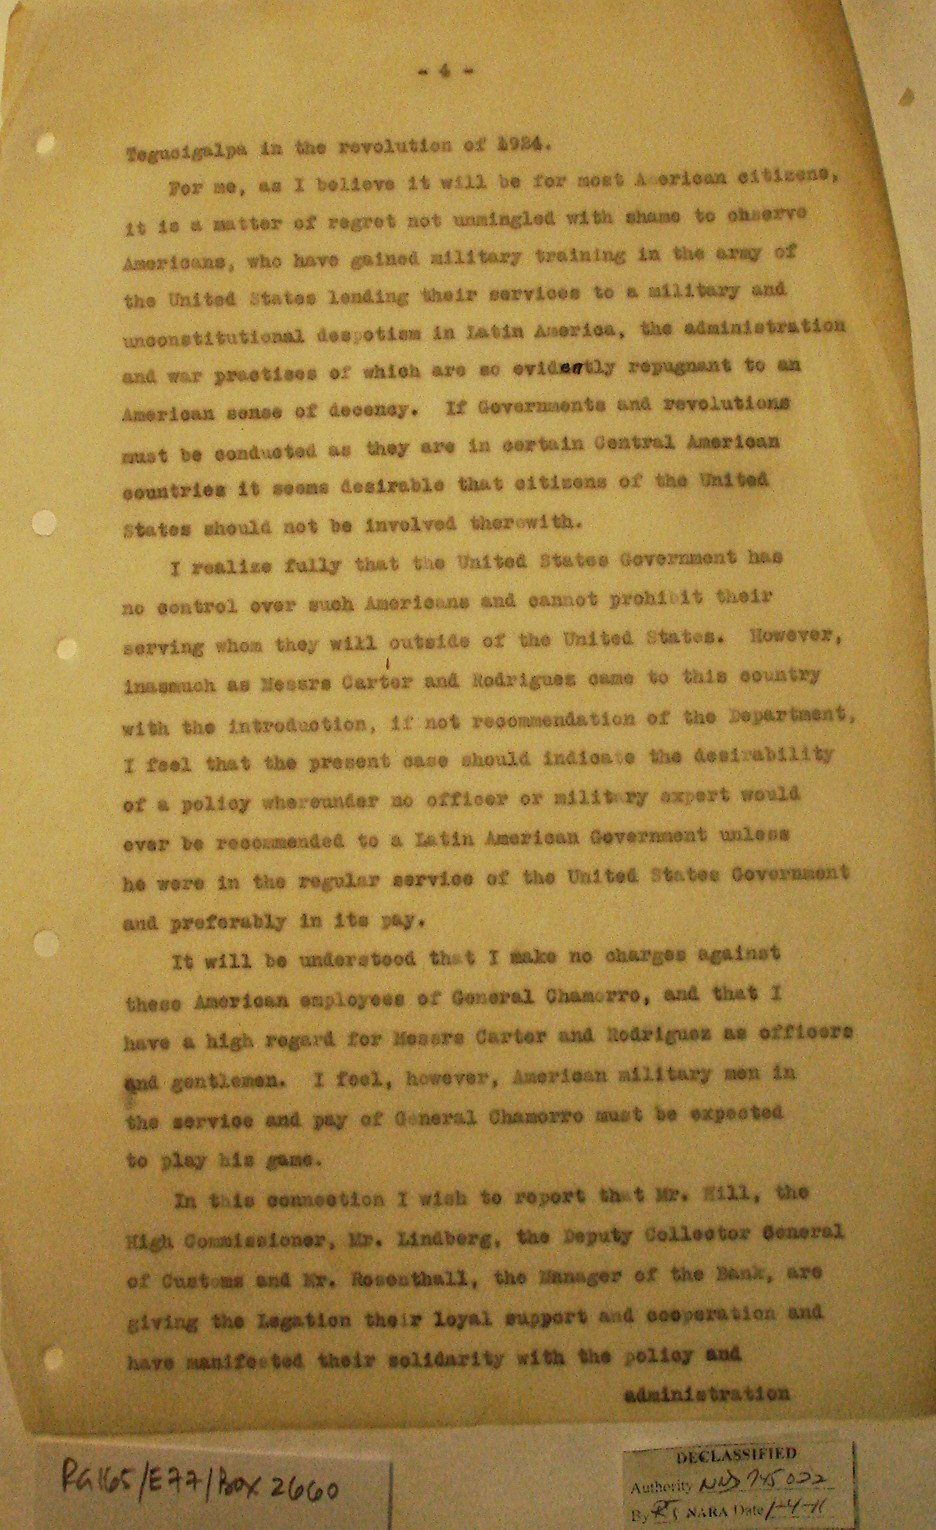 - 4 -
Tegucigalpa in the revolution of 1924.
For me, as I believe it will be for most American citizens,
it is a matter of regret not unmingled with shame to observe
Americans, who have gained military training in the army of
the United States lending their services to a military and
unconstitutional despotism in Latin America, the administration
and war practises of which are so evidently repugnant to an
American sense of decency. If Governments and revolutions
must be conducted as they are in certain Central American
countries it seems desirable that citizens of the United
States should not be involved therewith.
I realize fully that the United States Government has
no control over such Americans and cannot prohibit their
serving whom they will outside of the United States. However,
inasmuch as Messrs Carter and Rodriguez came to this country
with the introduction, if not recommendation of the Department,
I feel that the present case should indicate the desirability
of a policy whereunder no officer or military expert would
ever be recommended to a Latin American Government unless
he were in the regular service of the United States Government
and preferably in its pay.
It will be understood that I make no charges against
these American employees of General Chamorro, and that I
have a high regard for Messrs Carter and Rodriguez as officers
and gentlemen. I feel, however, American military men in
the service and pay of General Chamorro must be expected
to play his game.
In this connection I wish to report that Mr. Hill, the
High Commissioner, Mr. Lindberg, the Deputy Collector General
of Customs and Mr. Rosenthall, the Manager of the Bank, are
giving the Legation their loyal support and cooperation and
have manifested their solidarity with the policy and
administration
RG165/E77/Box 2660
DECLASSIFIED
Authority NND 745022
By RT NARA Date 1-4-11